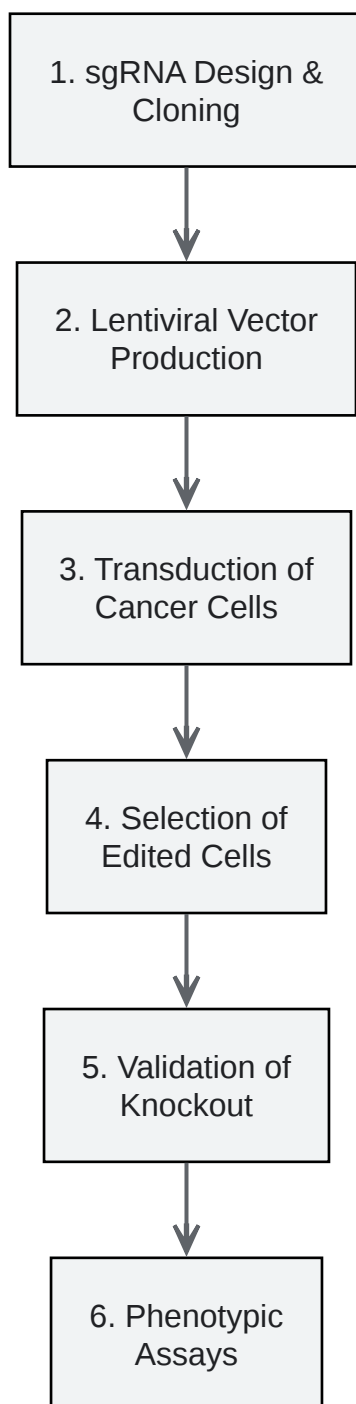 1. sgRNA Design &
Cloning
2. Lentiviral Vector
Production
3. Transduction of
Cancer Cells
4. Selection of
Edited Cells
5. Validation of
Knockout
6. Phenotypic
Assays